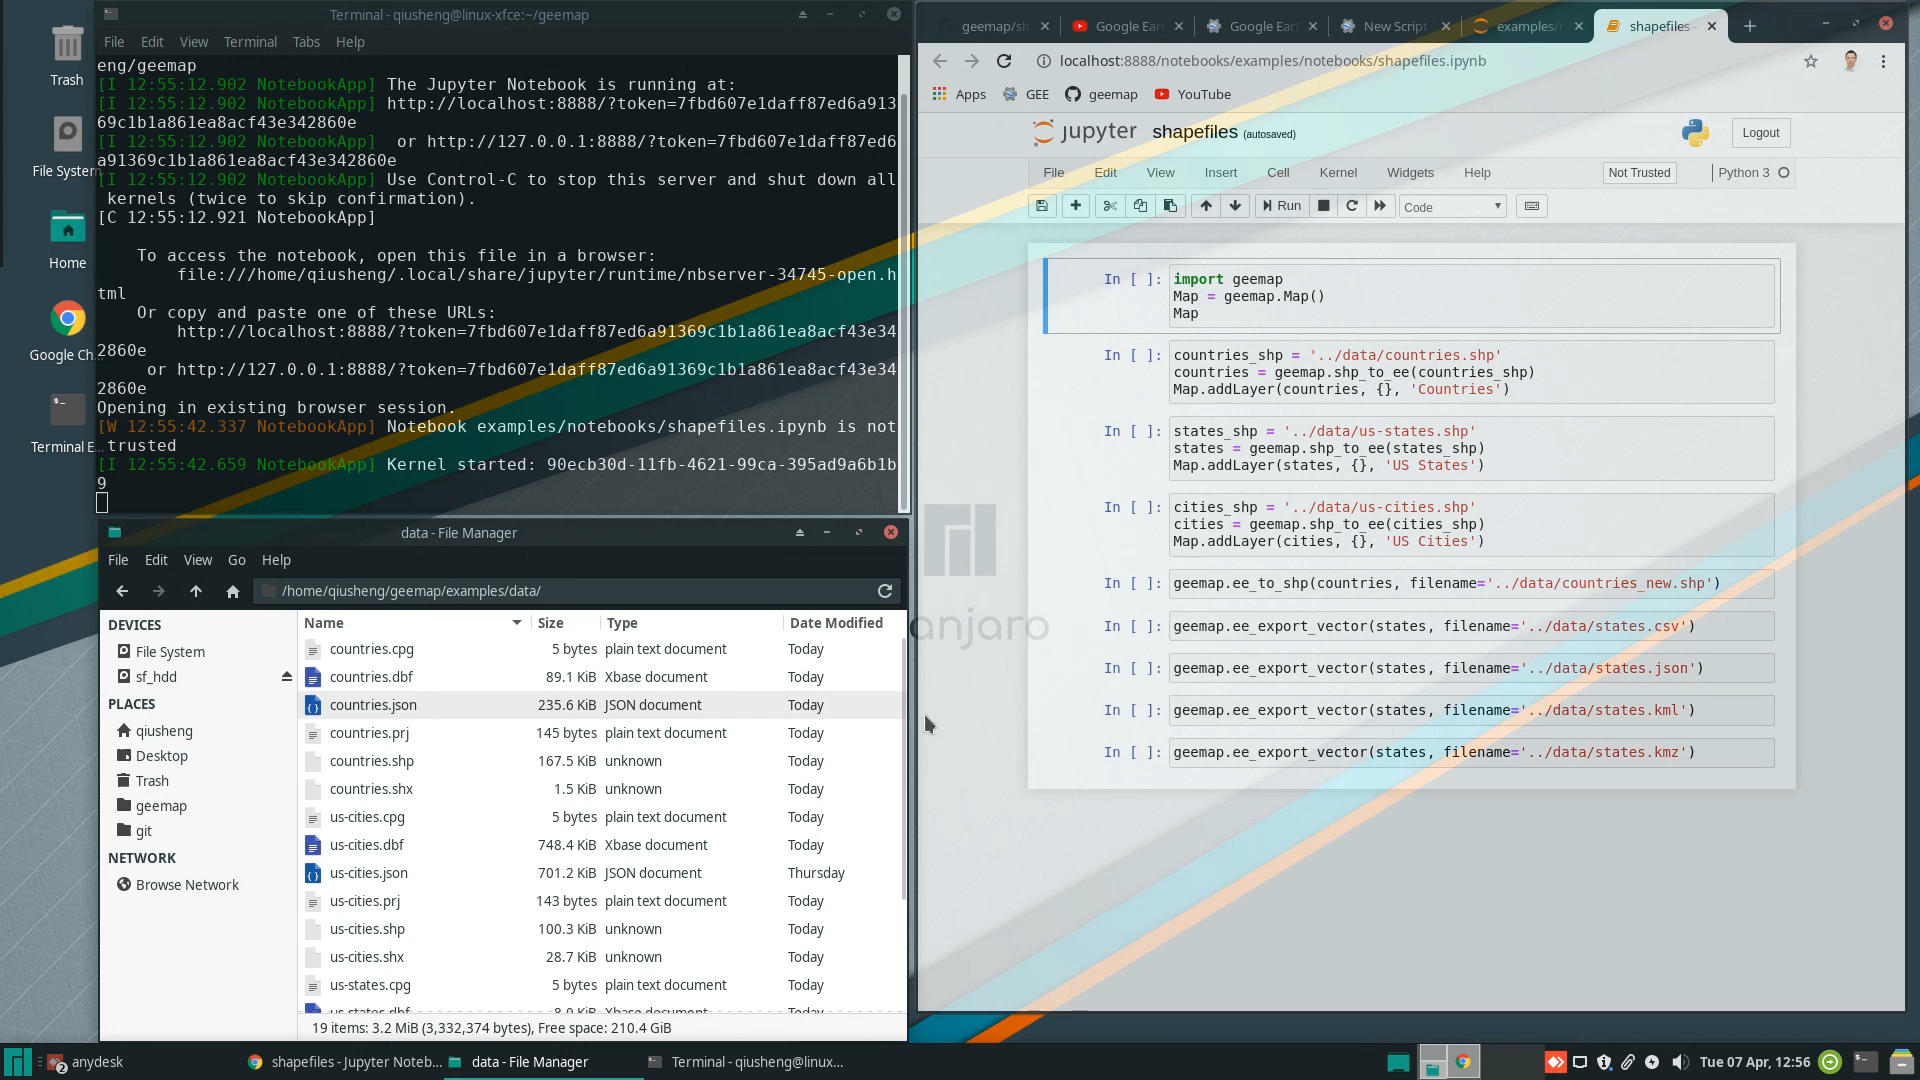 Terminal - qiusheng@linux-xfce:~/geemap
File Edit View Terminal Tabs Help
eng/geemap
[I 12:55:12.902 NotebookApp] The Jupyter Notebook is running at:
[I 12:55:12.902 NotebookApp] http://localhost:8888/?token=7fbd607e1daff87ed6a913
69c1b1a861ea8acf43e342860e
[I 12:55:12.902 NotebookApp]  or http://127.0.0.1:8888/?token=7fbd607e1daff87ed6
a91369c1b1a861ea8acf43e342860e
[I 12:55:12.902 NotebookApp] Use Control-C to stop this server and shut down all
kernels (twice to skip confirmation).
[C 12:55:12.921 NotebookApp]
To access the notebook, open this file in a browser:
file:///home/qiusheng/.local/share/jupyter/runtime/nbserver-34745-open.h
tml
Or copy and paste one of these URLs:
http://localhost:8888/?token=7fbd607e1daff87ed6a91369c1b1a861ea8acf43e34
2860e
or http://127.0.0.1:8888/?token=7fbd607e1daff87ed6a91369c1b1a861ea8acf43e34
2860e
Opening in existing browser session.
[W 12:55:42.337 NotebookApp] Notebook examples/notebooks/shapefiles.ipynb is not
trusted
[I 12:55:42.659 NotebookApp] Kernel started: 90ecb30d-11fb-4621-99ca-395ad9a6b1b
9
Trash
File System
Home
Google Ch...
Terminal E...
data - File Manager
File Edit View Go Help
/home/qiusheng/geemap/examples/data/
DEVICES
File System
sf_hdd
PLACES
qiusheng
Desktop
Trash
geemap
git
NETWORK
Browse Network
Name Size Type Date Modified
countries.cpg 5 bytes plain text document Today
countries.dbf 89.1 KiB Xbase document Today
countries.json 235.6 KiB JSON document Today
countries.prj 145 bytes plain text document Today
countries.shp 167.5 KiB unknown Today
countries.shx 1.5 KiB unknown Today
us-cities.cpg 5 bytes plain text document Today
us-cities.dbf 748.4 KiB Xbase document Today
us-cities.json 701.2 KiB JSON document Thursday
us-cities.prj 143 bytes plain text document Today
us-cities.shp 100.3 KiB unknown Today
us-cities.shx 28.7 KiB unknown Today
us-states.cpg 5 bytes plain text document Today
us-states.dbf 8.0 KiB Xbase document Today
19 items: 3.2 MiB (3,332,374 bytes), Free space: 210.4 GiB
geemap/sh Google Eart Google Eart New Script examples/n shapefiles -
localhost:8888/notebooks/examples/notebooks/shapefiles.ipynb
Apps GEE geemap YouTube
jupyter shapefiles (autosaved) Logout
File Edit View Insert Cell Kernel Widgets Help Not Trusted Python 3
Run Code
In [ ]: import geemap
Map = geemap.Map()
Map
In [ ]: countries_shp = '../data/countries.shp'
countries = geemap.shp_to_ee(countries_shp)
Map.addLayer(countries, {}, 'Countries')
In [ ]: states_shp = '../data/us-states.shp'
states = geemap.shp_to_ee(states_shp)
Map.addLayer(states, {}, 'US States')
In [ ]: cities_shp = '../data/us-cities.shp'
cities = geemap.shp_to_ee(cities_shp)
Map.addLayer(cities, {}, 'US Cities')
In [ ]: geemap.ee_to_shp(countries, filename='../data/countries_new.shp')
In [ ]: geemap.ee_export_vector(states, filename='../data/states.csv')
In [ ]: geemap.ee_export_vector(states, filename='../data/states.json')
In [ ]: geemap.ee_export_vector(states, filename='../data/states.kml')
In [ ]: geemap.ee_export_vector(states, filename='../data/states.kmz')
anjaro
2 anydesk shapefiles - Jupyter Noteb... data - File Manager Terminal - qiusheng@linux... Tue 07 Apr, 12:56